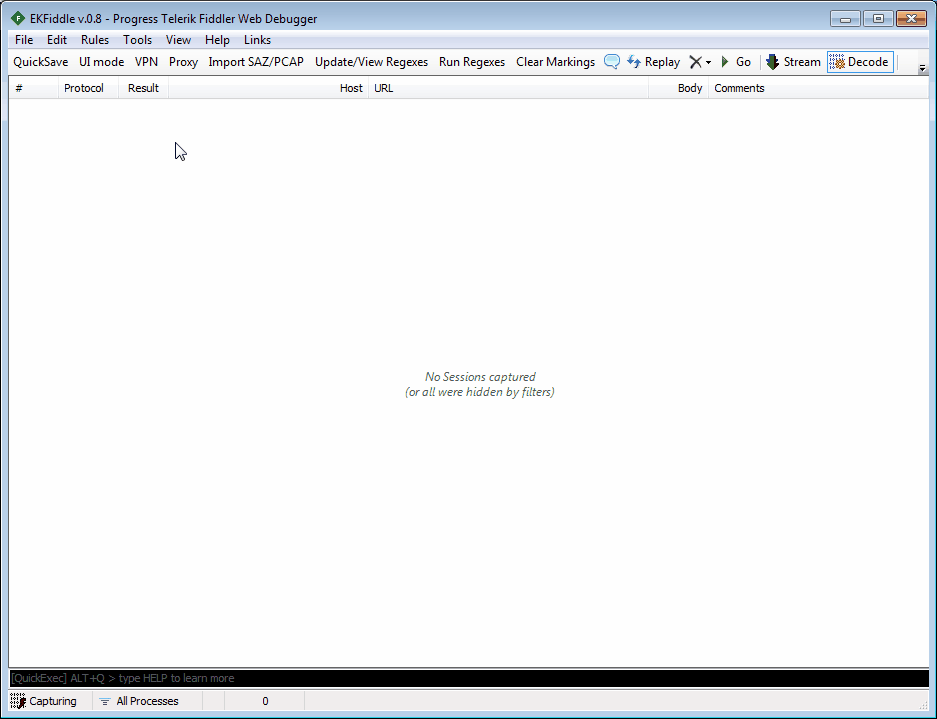 EKFiddle v.0.8 - Progress Telerik Fiddler Web Debugger
File Edit Rules Tools View Help Links
QuickSave UI mode VPN Proxy Import SAZ/PCAP Update/View Regexes Run Regexes Clear Markings Replay Go Stream Decode
# Protocol Result Host URL Body Comments
No Sessions captured
(or all were hidden by filters)
[QuickExec] ALT+Q > type HELP to learn more
Capturing All Processes 0